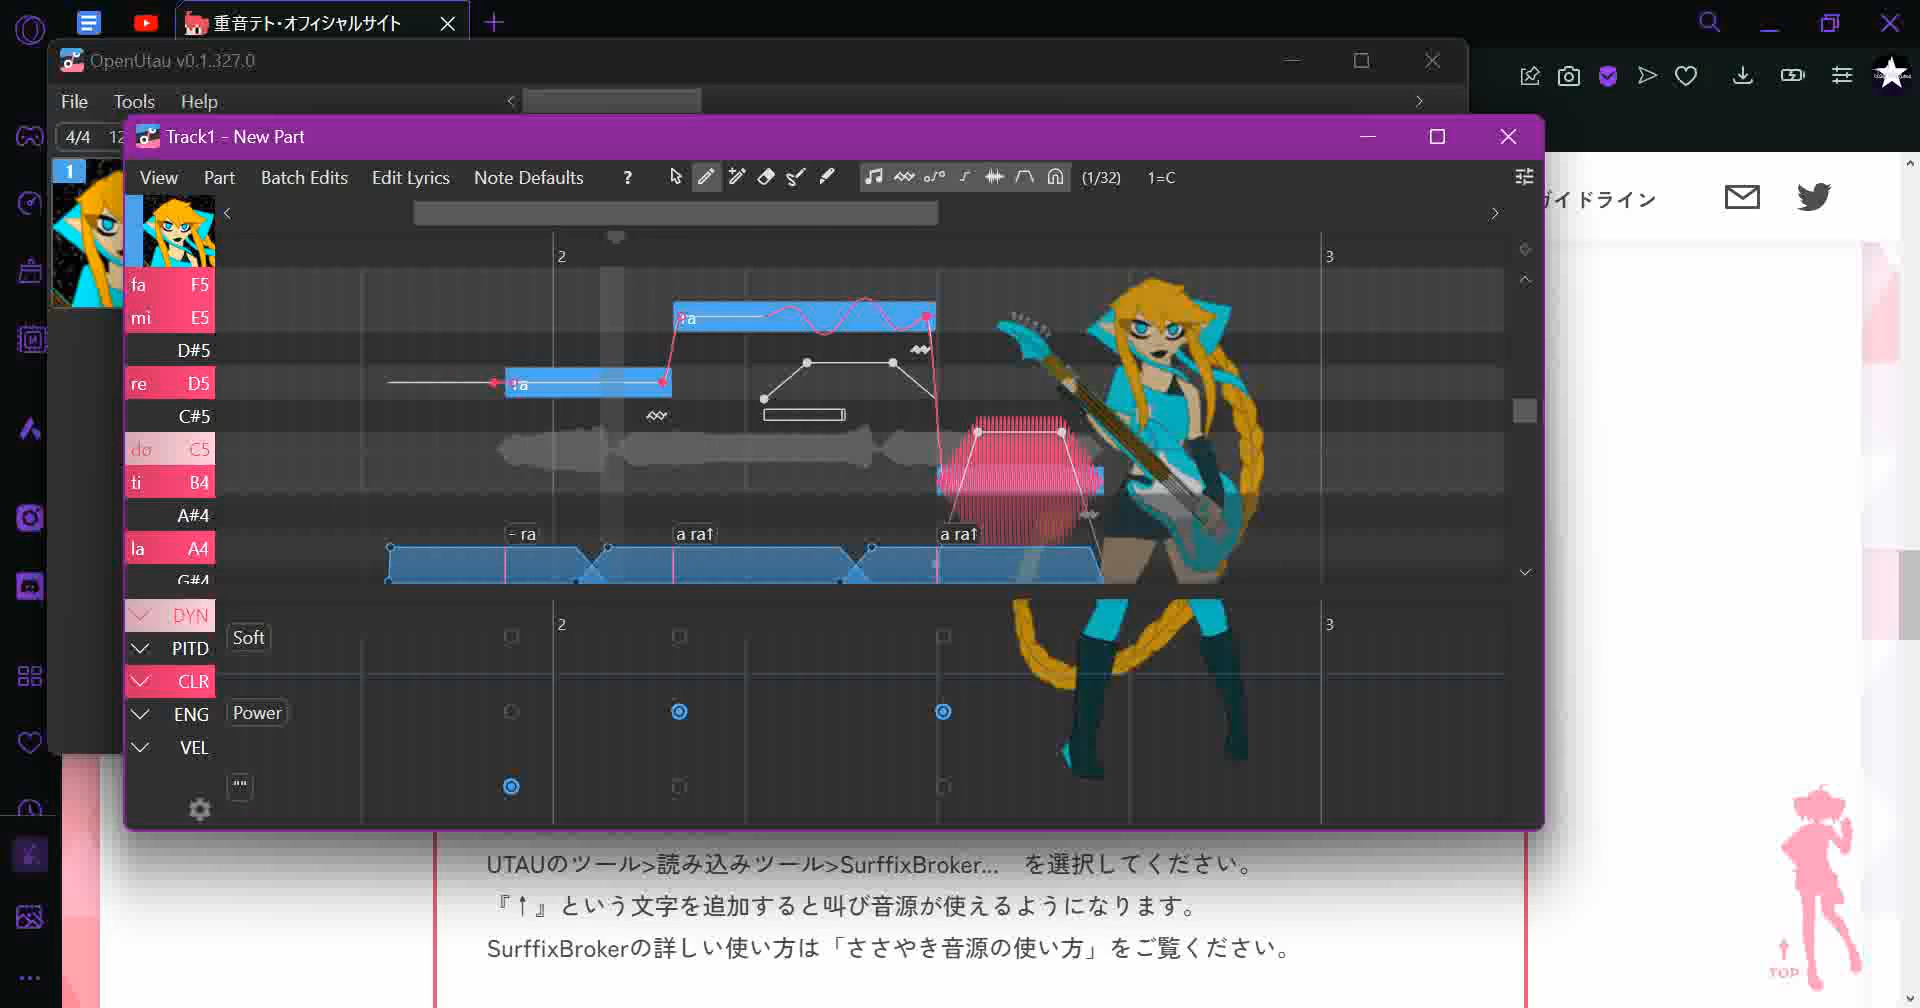 重音テト・オフィシャルサイト
OpenUtau v0.1.327.0
File Tools Help
4/4 12
Track1 - New Part
1
View Part Batch Edits Edit Lyrics Note Defaults ? (1/32) 1=C
ガイドライン
2 3
fa F5
mi E5
ra
D#5
re D5
ra
C#5
do C5
ti B4
A#4
- ra a ra↑ a ra↑
la A4
G#4
DYN
2 3
Soft
PITD
CLR
ENG
Power
VEL
""
UTAUのツール>読み込みツール>SurffixBroker... を選択してください。
『↑』という文字を追加すると叫び音源が使えるようになります。
SurffixBrokerの詳しい使い方は「ささやき音源の使い方」をご覧ください。
↑
TOP